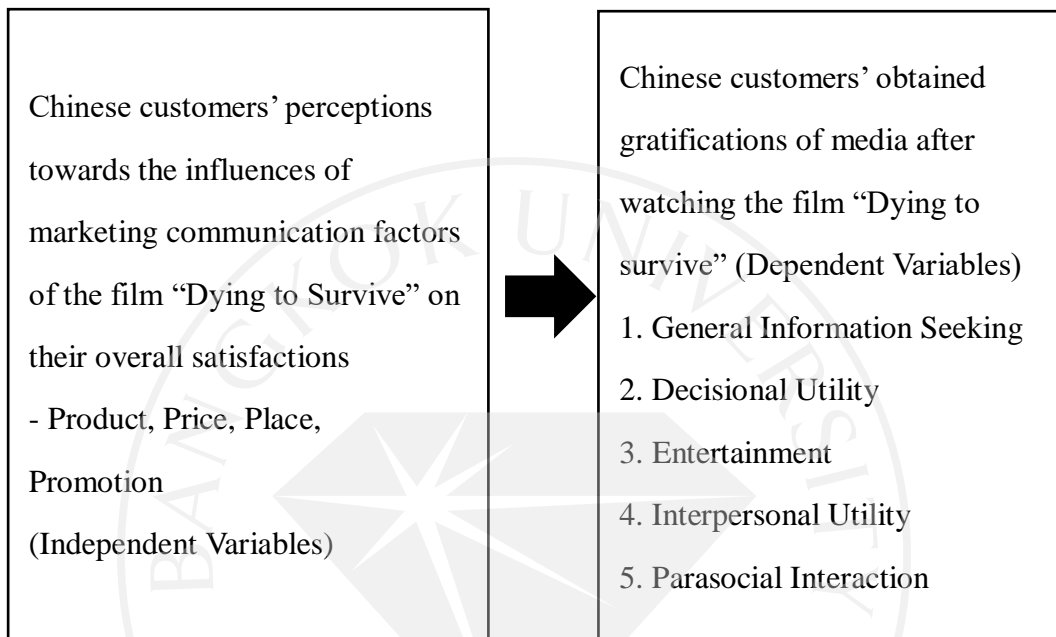 Chinese customers’ perceptions
towards the influences of
marketing communication factors
of the film “Dying to Survive” on
their overall satisfactions
- Product, Price, Place,
Promotion
(Independent Variables)
Chinese customers’ obtained
gratifications of media after
watching the film “Dying to
survive” (Dependent Variables)
1. General Information Seeking
2. Decisional Utility
3. Entertainment
4. Interpersonal Utility
5. Parasocial Interaction
BANGKOK UNIVERSITY